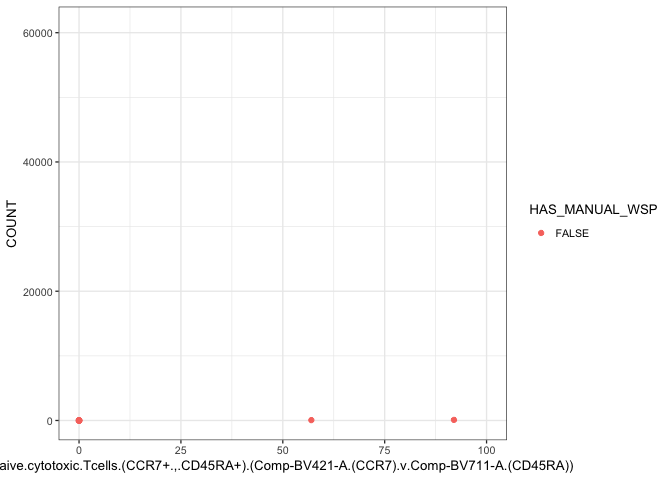 60000
40000
COUNT
HAS_MANUAL_WSP
FALSE
20000
0
0 25 50 75 100
aive.cytotoxic.Tcells.(CCR7+.,.CD45RA+).(Comp-BV421-A.(CCR7).v.Comp-BV711-A.(CD45RA))